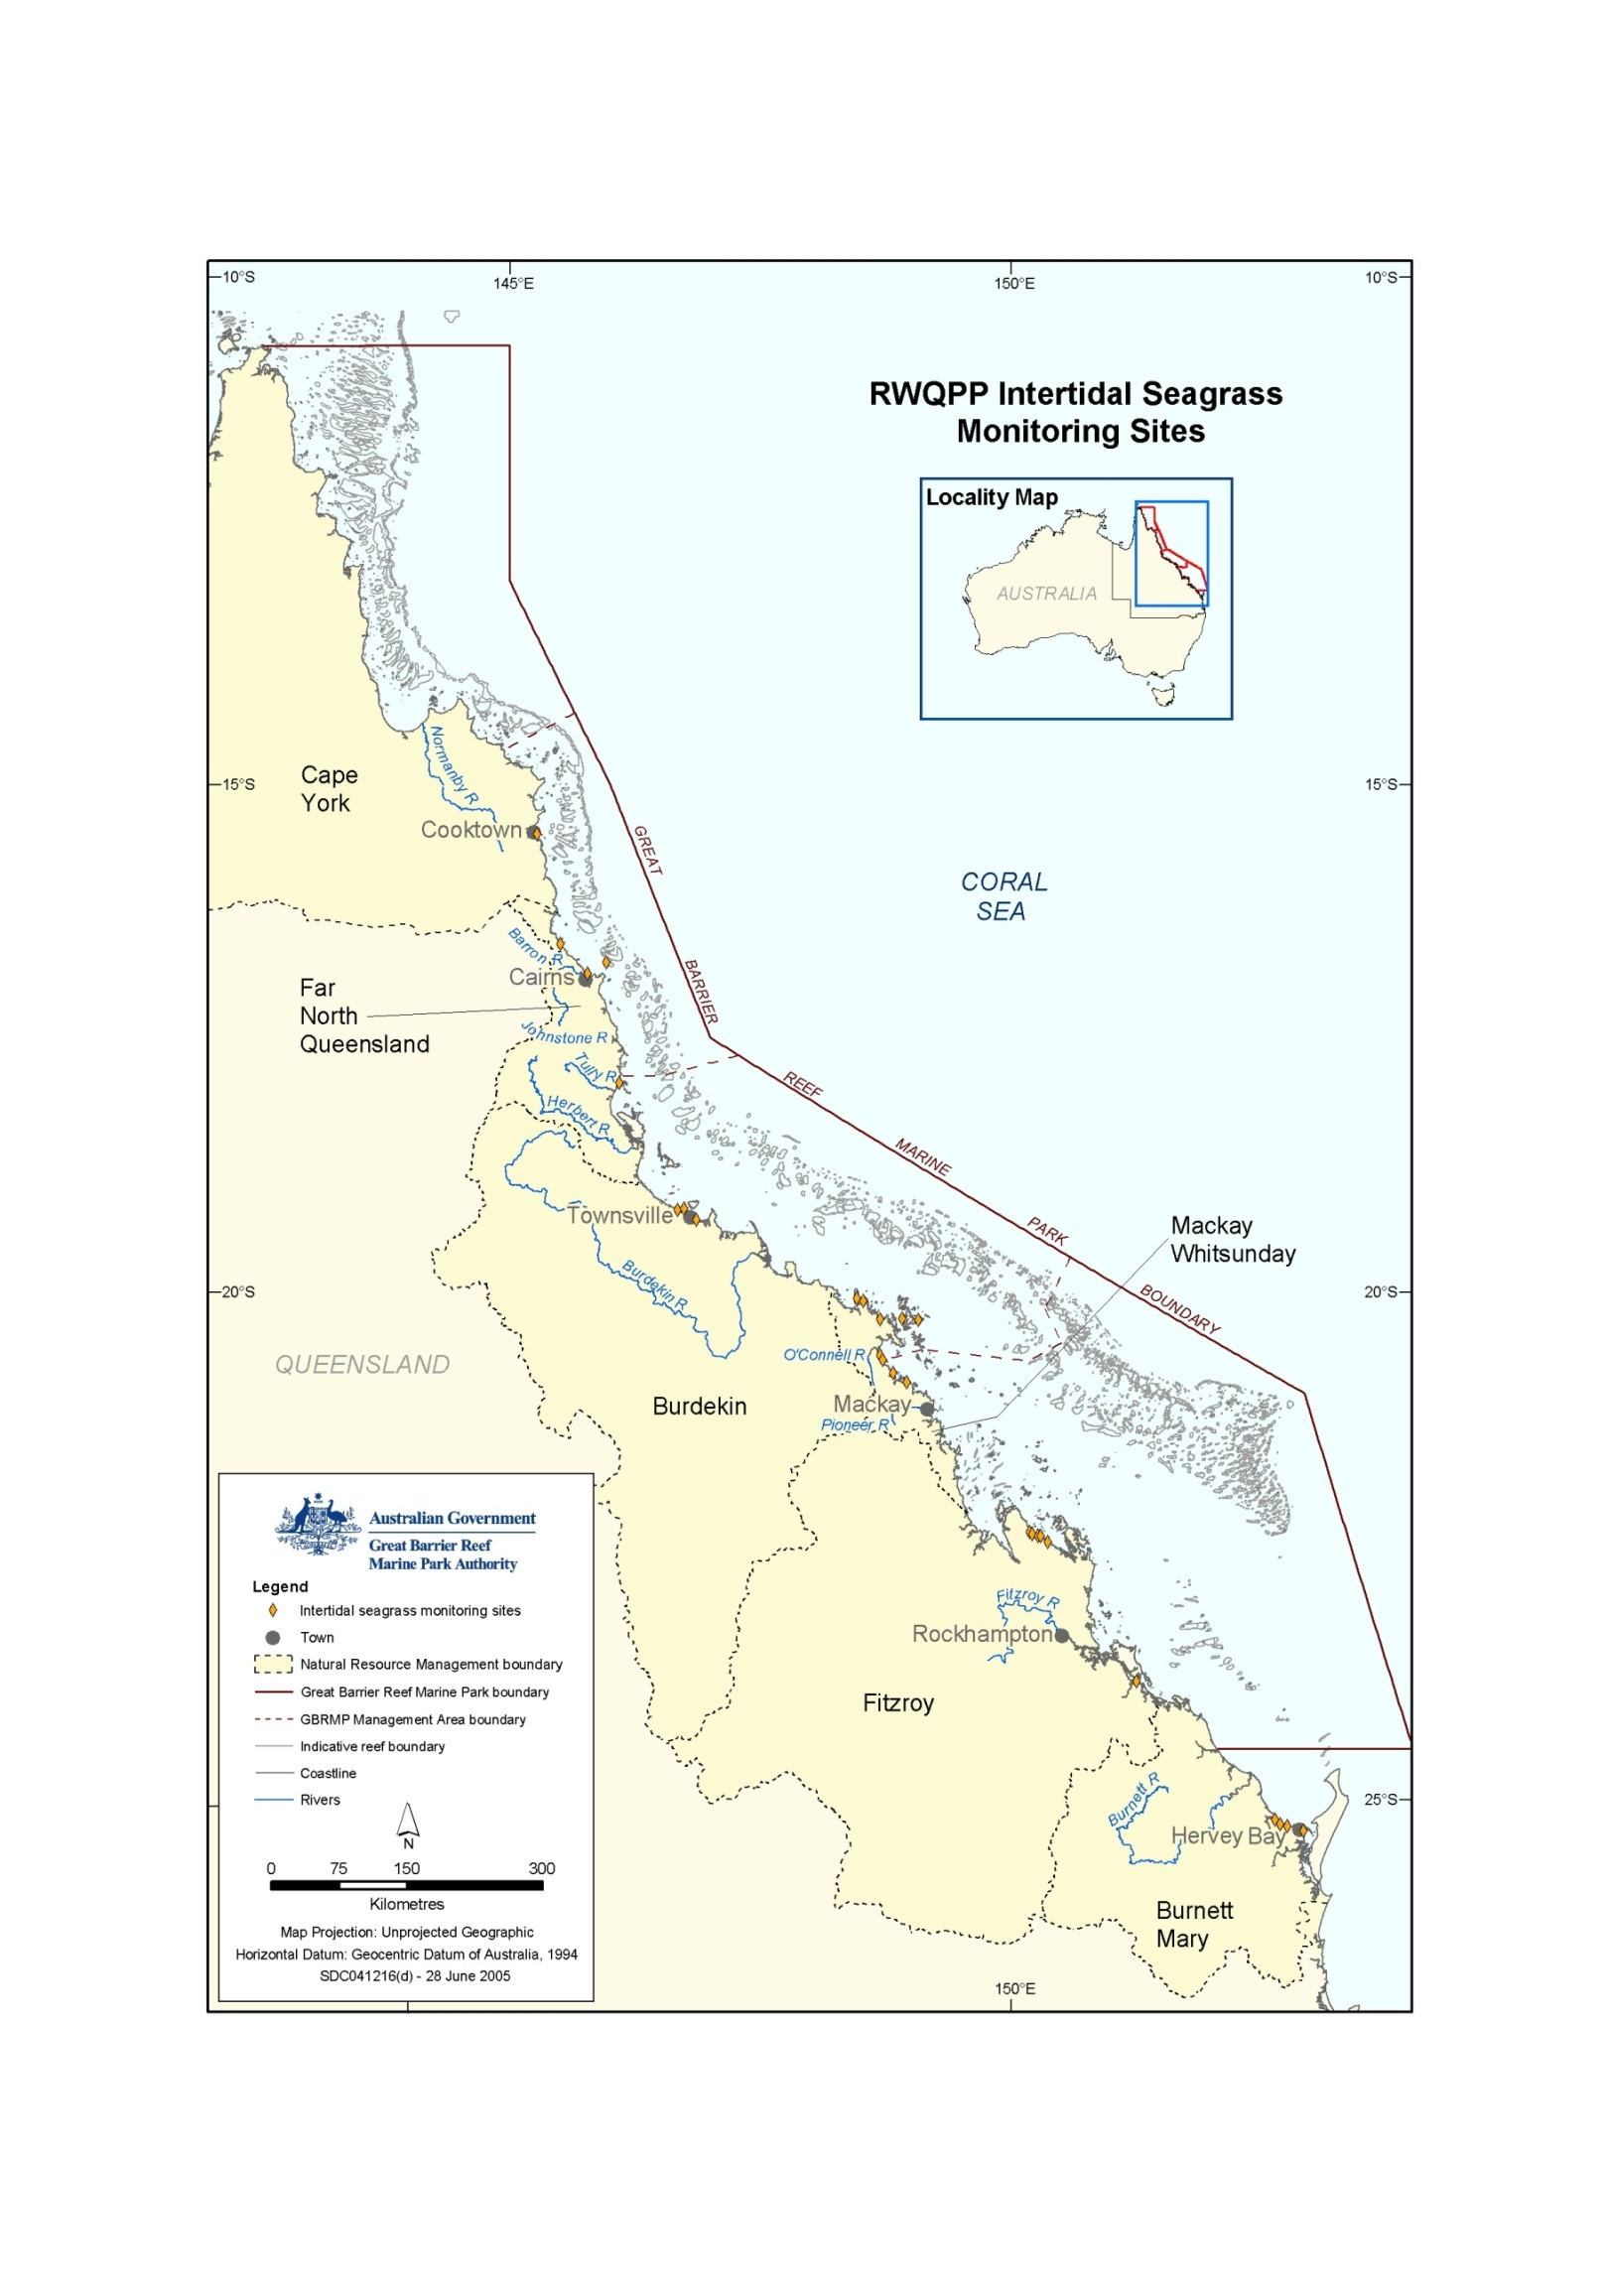 10°S
145°E
150°E
10°S
RWQPP Intertidal Seagrass
Monitoring Sites
Locality Map
AUSTRALIA
Normanby R
Cape
York
15°S
15°S
Cooktown
GREAT
CORAL
SEA
Barron R
Cairns
BARRIER
Far
North
Queensland
Johnstone R
Tully R
REEF
Herbert R
MARINE
Townsville
PARK
Mackay
Whitsunday
Burdekin R
20°S
BOUNDARY
20°S
O'Connell R
QUEENSLAND
Burdekin
Mackay
Pioneer R
Fitzroy R
Rockhampton
Fitzroy
Burnett R
25°S
Hervey Bay
Burnett
Mary
150°E
Australian Government
Great Barrier Reef
Marine Park Authority
Legend
Intertidal seagrass monitoring sites
Town
Natural Resource Management boundary
Great Barrier Reef Marine Park boundary
GBRMP Management Area boundary
Indicative reef boundary
Coastline
Rivers
N
0 75 150 300
Kilometres
Map Projection: Unprojected Geographic
Horizontal Datum: Geocentric Datum of Australia, 1994
SDC041216(d) - 28 June 2005